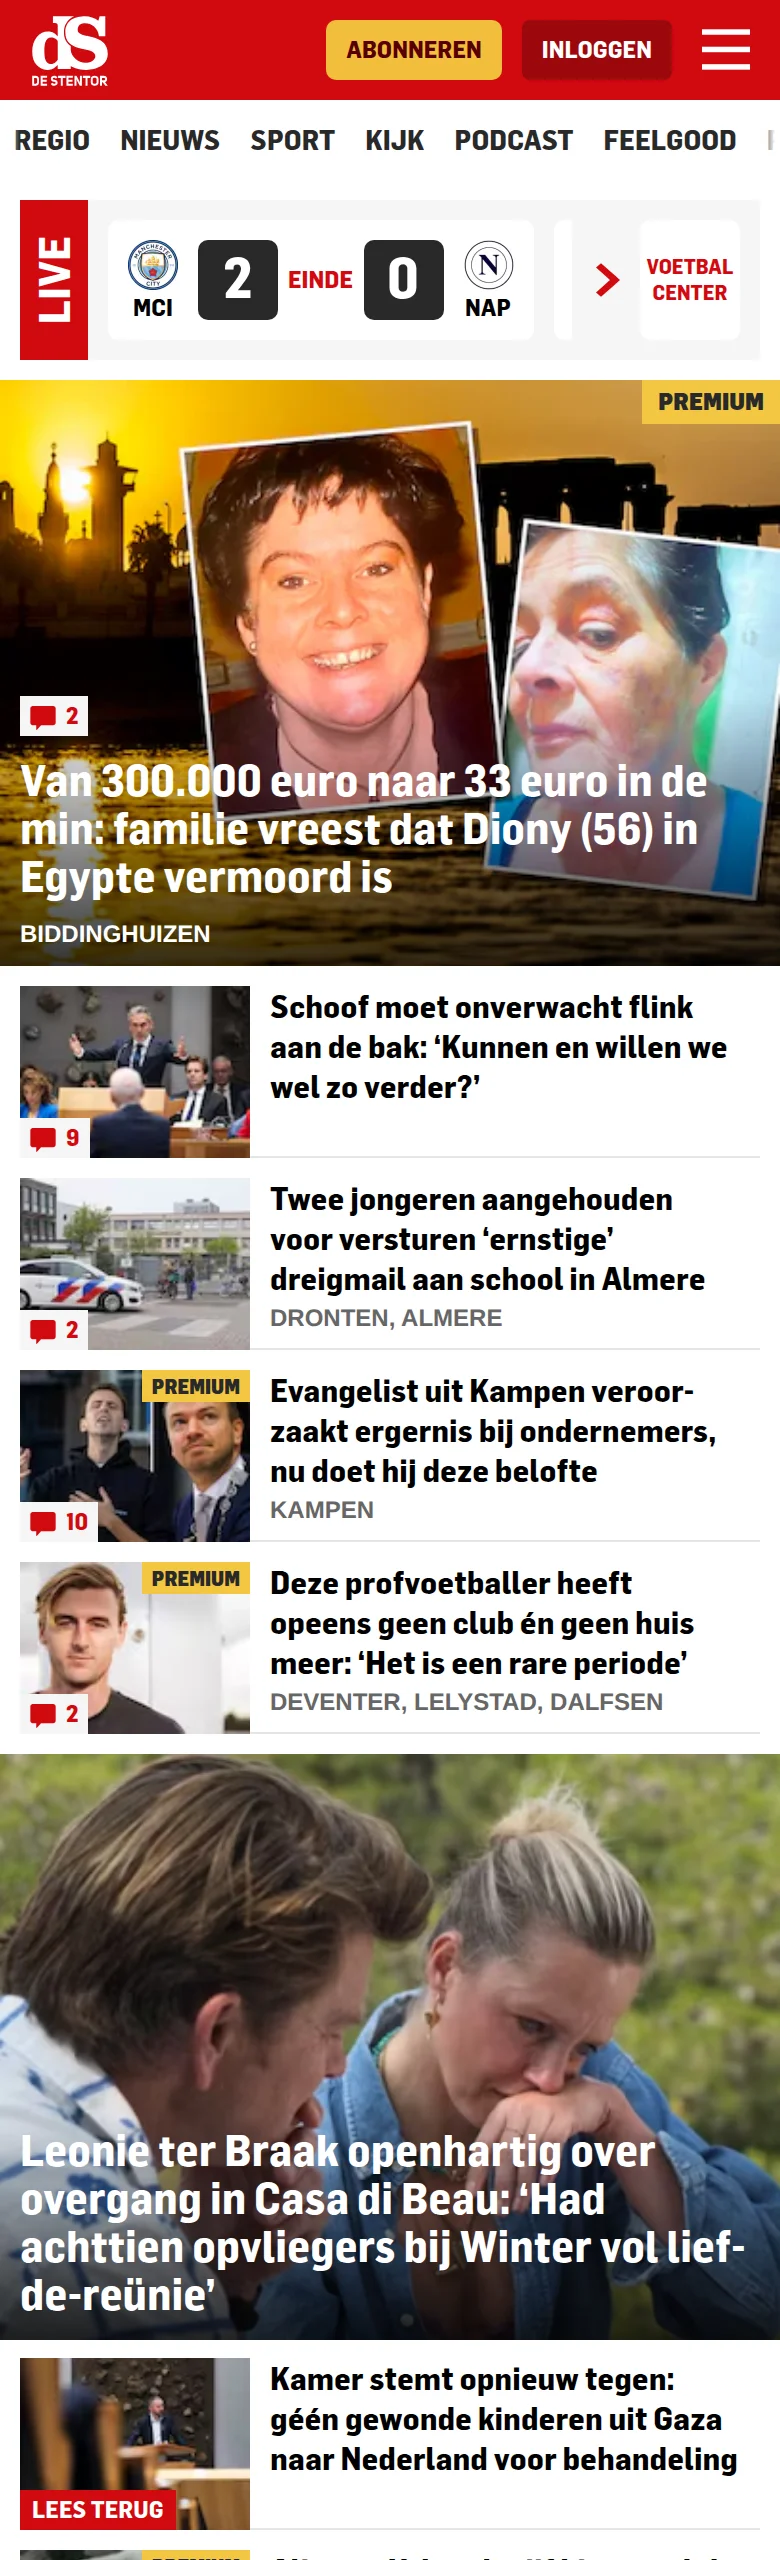 dS
DE STENTOR
ABONNEREN
INLOGGEN
REGIO NIEUWS SPORT KIJK PODCAST FEELGOOD
LIVE
MANCHESTER
CITY
MCI
2
EINDE
0
N
NAP
VOETBAL
CENTER
PREMIUM
2
Van 300.000 euro naar 33 euro in de
min: familie vreest dat Diony (56) in
Egypte vermoord is
BIDDINGHUIZEN
Schoof moet onverwacht flink
aan de bak: ‘Kunnen en willen we
wel zo verder?’
9
Twee jongeren aangehouden
voor versturen ‘ernstige’
dreigmail aan school in Almere
DRONTEN, ALMERE
2
PREMIUM
Evangelist uit Kampen veroor-
zaakt ergernis bij ondernemers,
nu doet hij deze belofte
KAMPEN
10
PREMIUM
Deze profvoetballer heeft
opeens geen club én geen huis
meer: ‘Het is een rare periode’
DEVENTER, LELYSTAD, DALFSEN
2
Leonie ter Braak openhartig over
overgang in Casa di Beau: ‘Had
achttien opvliegers bij Winter vol lief-
de-reünie’
Kamer stemt opnieuw tegen:
géén gewonde kinderen uit Gaza
naar Nederland voor behandeling
LEES TERUG